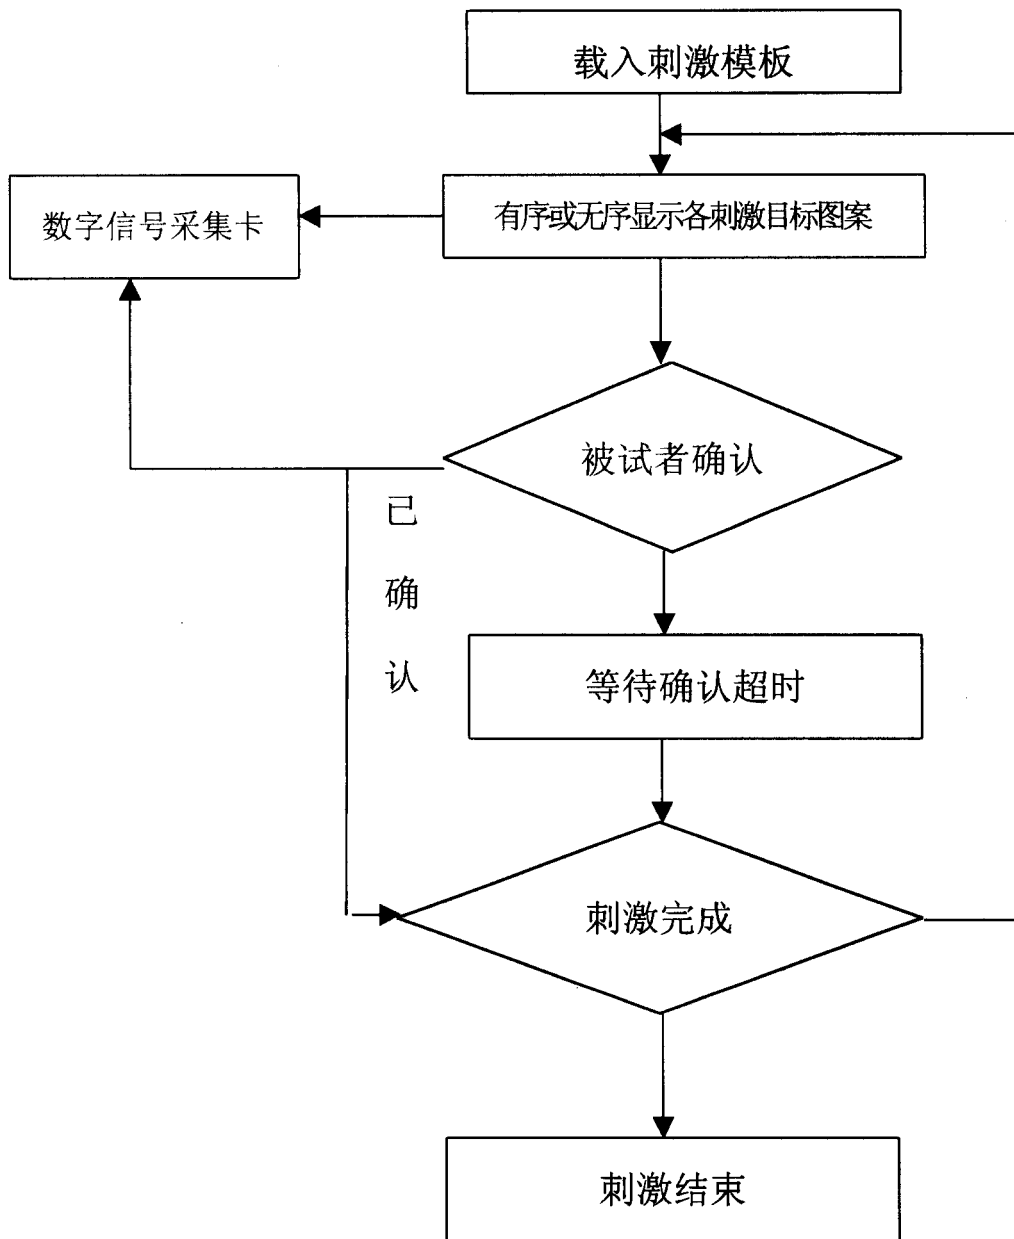 载入刺激模板
数字信号采集卡
有序或无序显示各刺激目标图案
被试者确认
已
确
认
等待确认超时
刺激完成
刺激结束